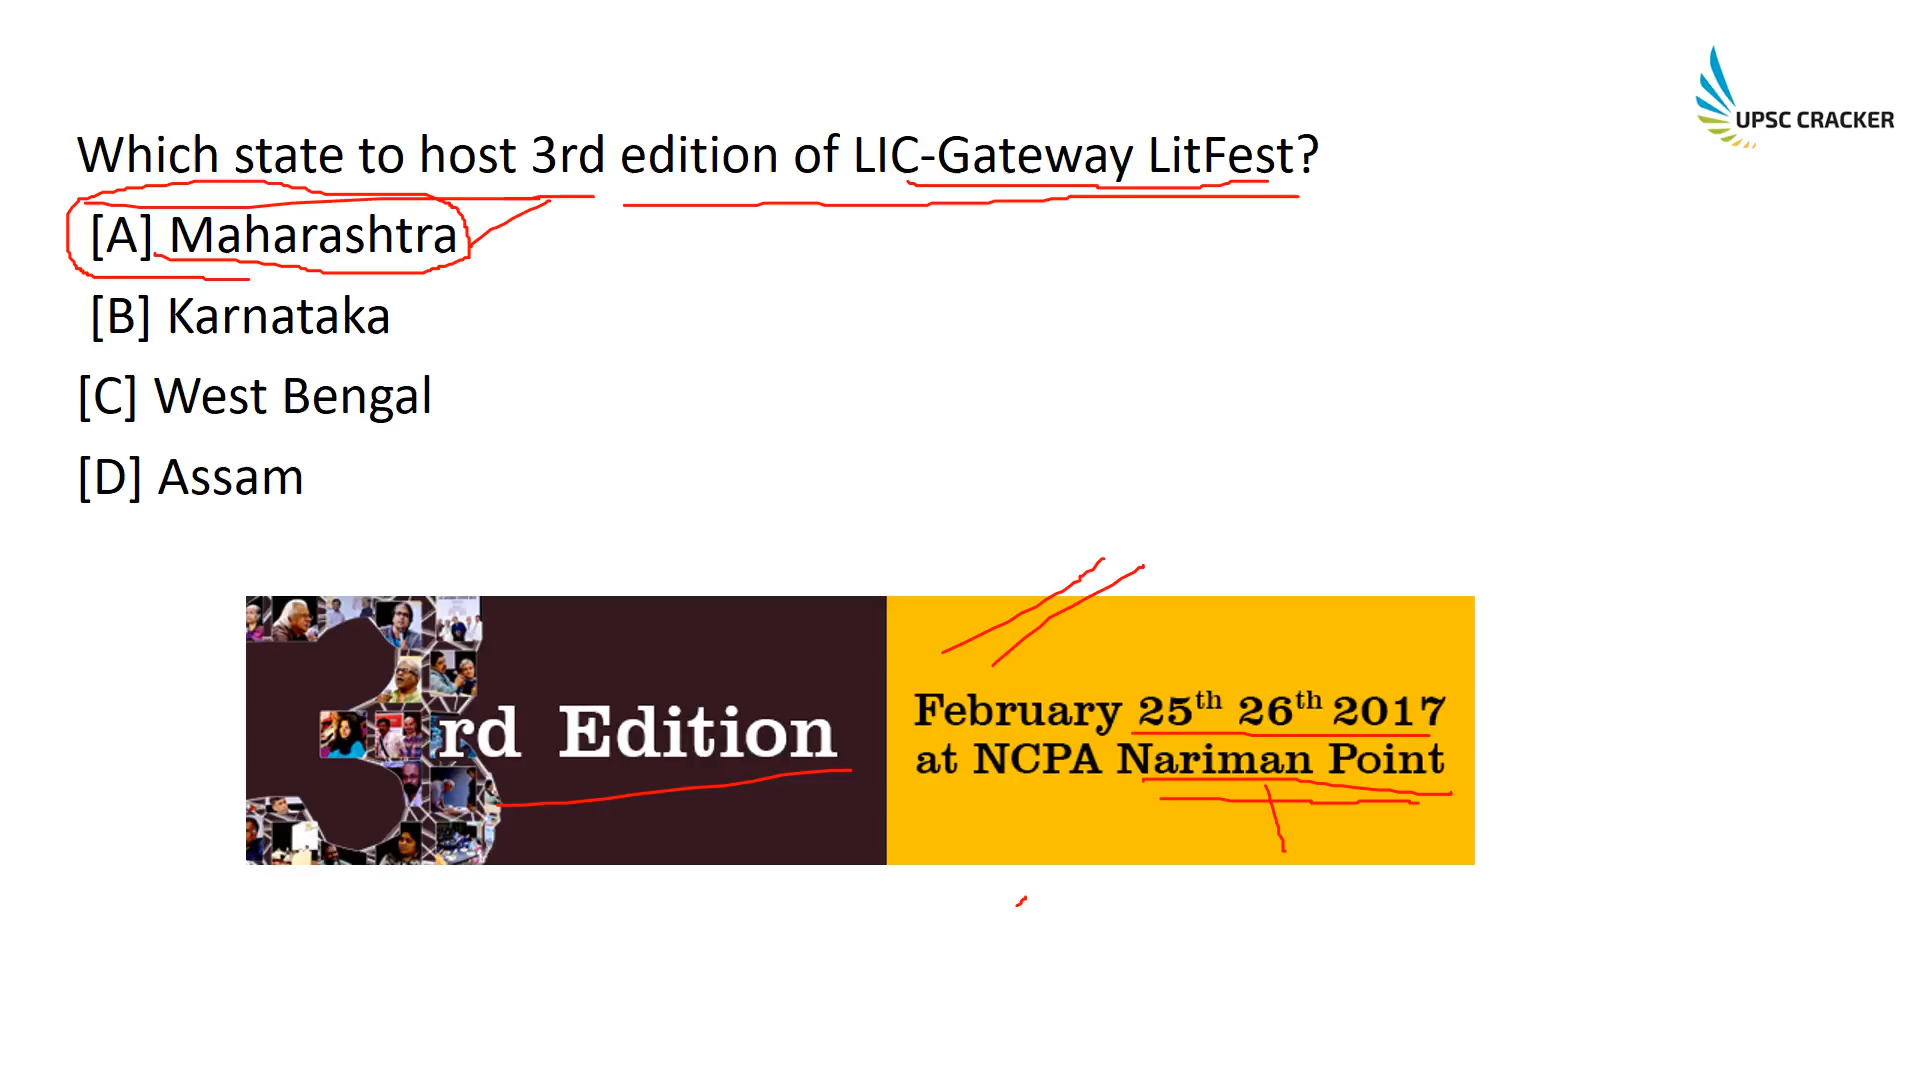 UPSC CRACKER
Which state to host 3rd edition of LIC-Gateway LitFest?
[A] Maharashtra
[B] Karnataka
[C] West Bengal
[D] Assam
3rd Edition
February 25th 26th 2017
at NCPA Nariman Point